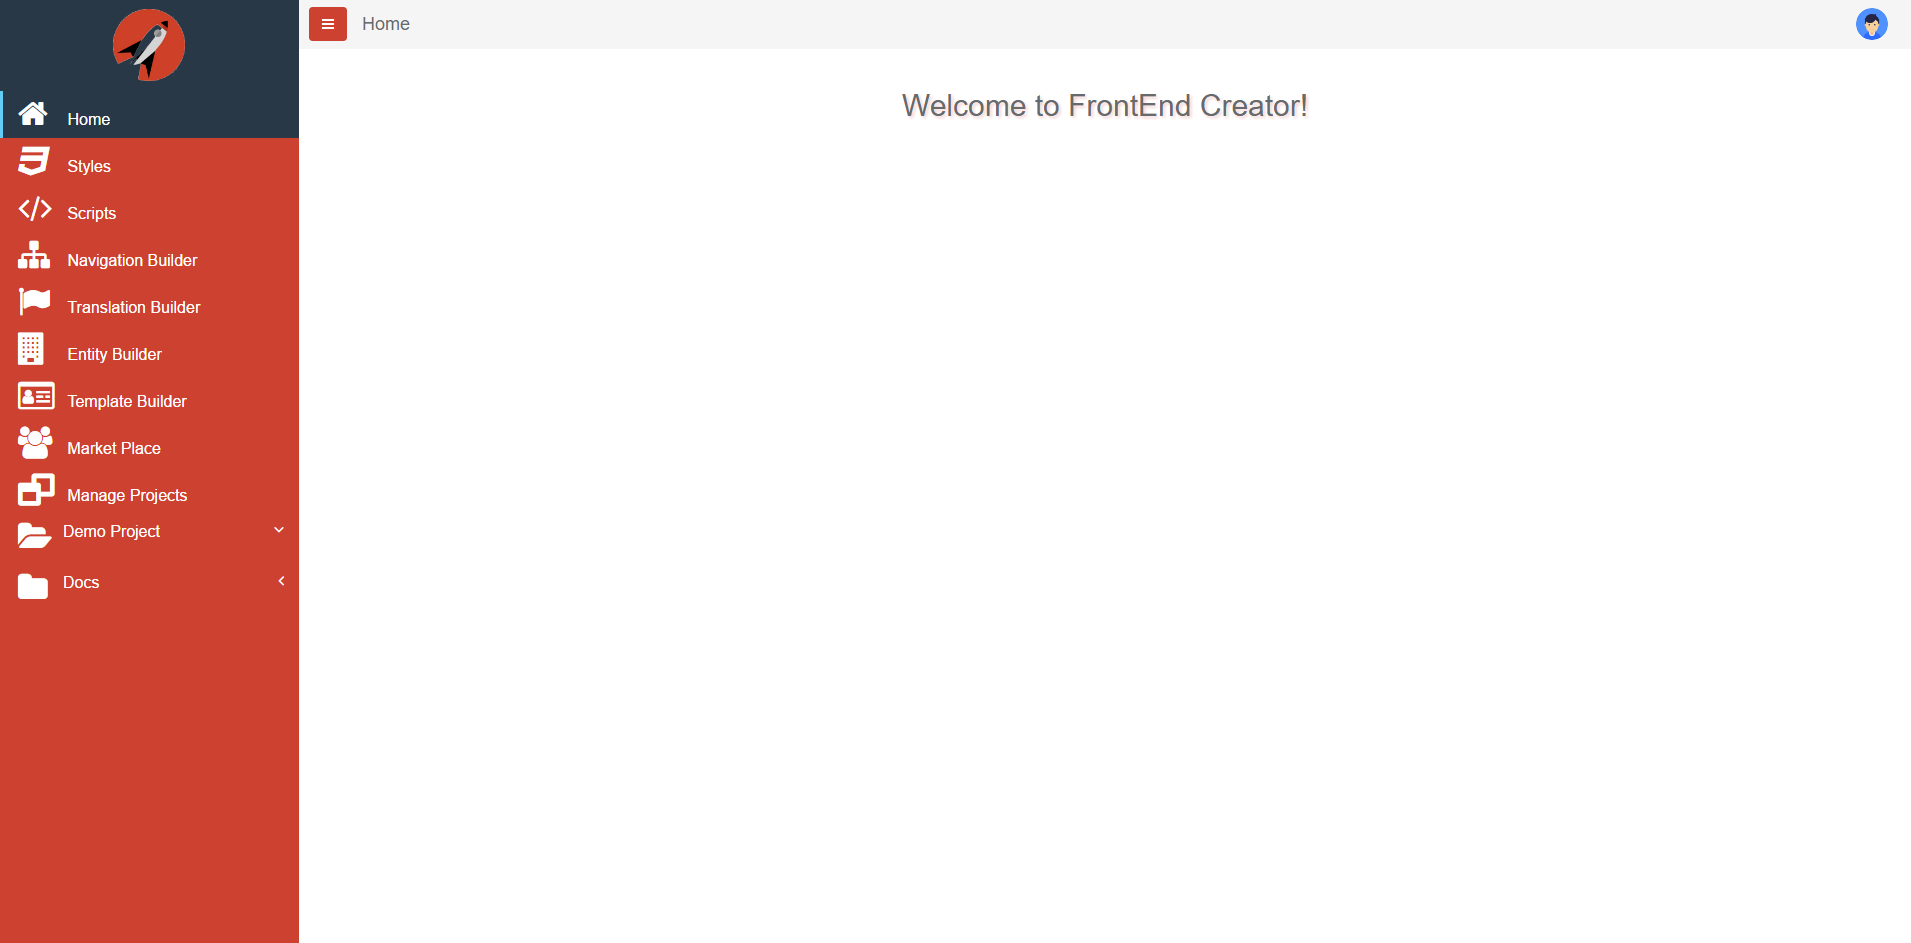 Home
Styles
Scripts
Navigation Builder
Translation Builder
Entity Builder
Template Builder
Market Place
Manage Projects
Demo Project
Docs
Home
Welcome to FrontEnd Creator!